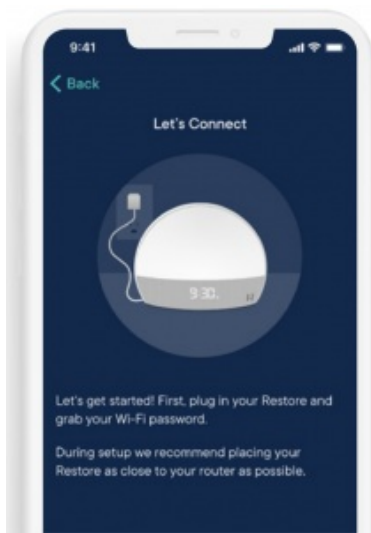 9:41
Back
Let's Connect
9:30
H
Let's get started! First, plug in your Restore and
grab your Wi-Fi password.
During setup we recommend placing your
Restore as close to your router as possible.